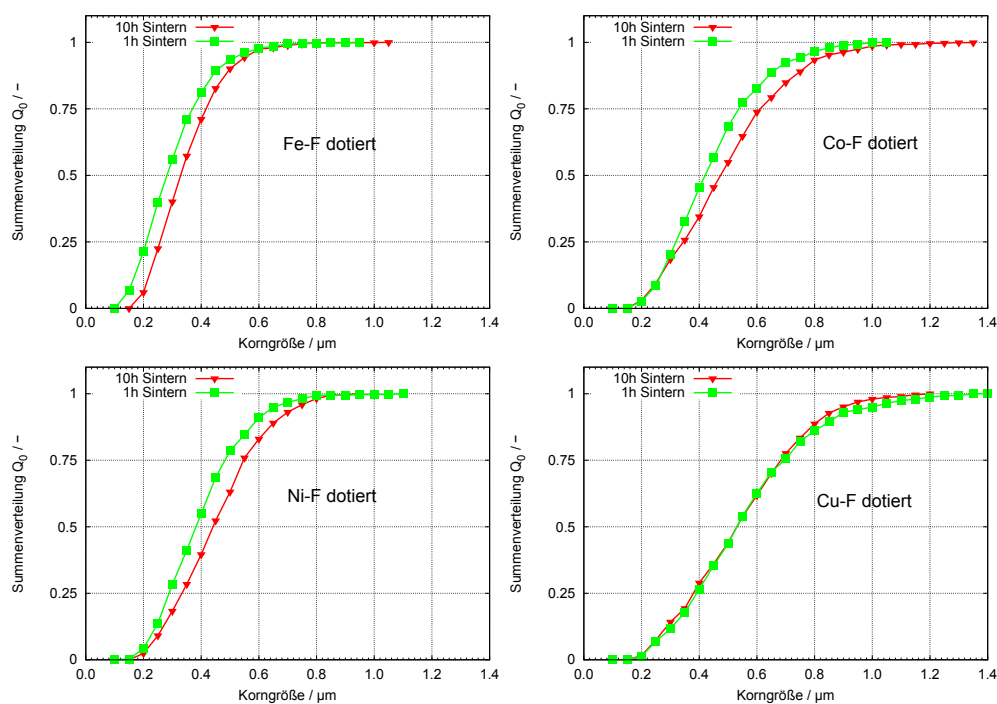 10h Sintern
1h Sintern
1
0.75
0.5
0.25
0
Summenverteilung Q0 / −
Fe-F dotiert
0.0 0.2 0.4 0.6 0.8 1.0 1.2 1.4
Korngröße / µm
10h Sintern
1h Sintern
1
0.75
0.5
0.25
0
Summenverteilung Q0 / −
Co-F dotiert
0.0 0.2 0.4 0.6 0.8 1.0 1.2 1.4
Korngröße / µm
10h Sintern
1h Sintern
1
0.75
0.5
0.25
0
Summenverteilung Q0 / −
Ni-F dotiert
0.0 0.2 0.4 0.6 0.8 1.0 1.2 1.4
Korngröße / µm
10h Sintern
1h Sintern
1
0.75
0.5
0.25
0
Summenverteilung Q0 / −
Cu-F dotiert
0.0 0.2 0.4 0.6 0.8 1.0 1.2 1.4
Korngröße / µm